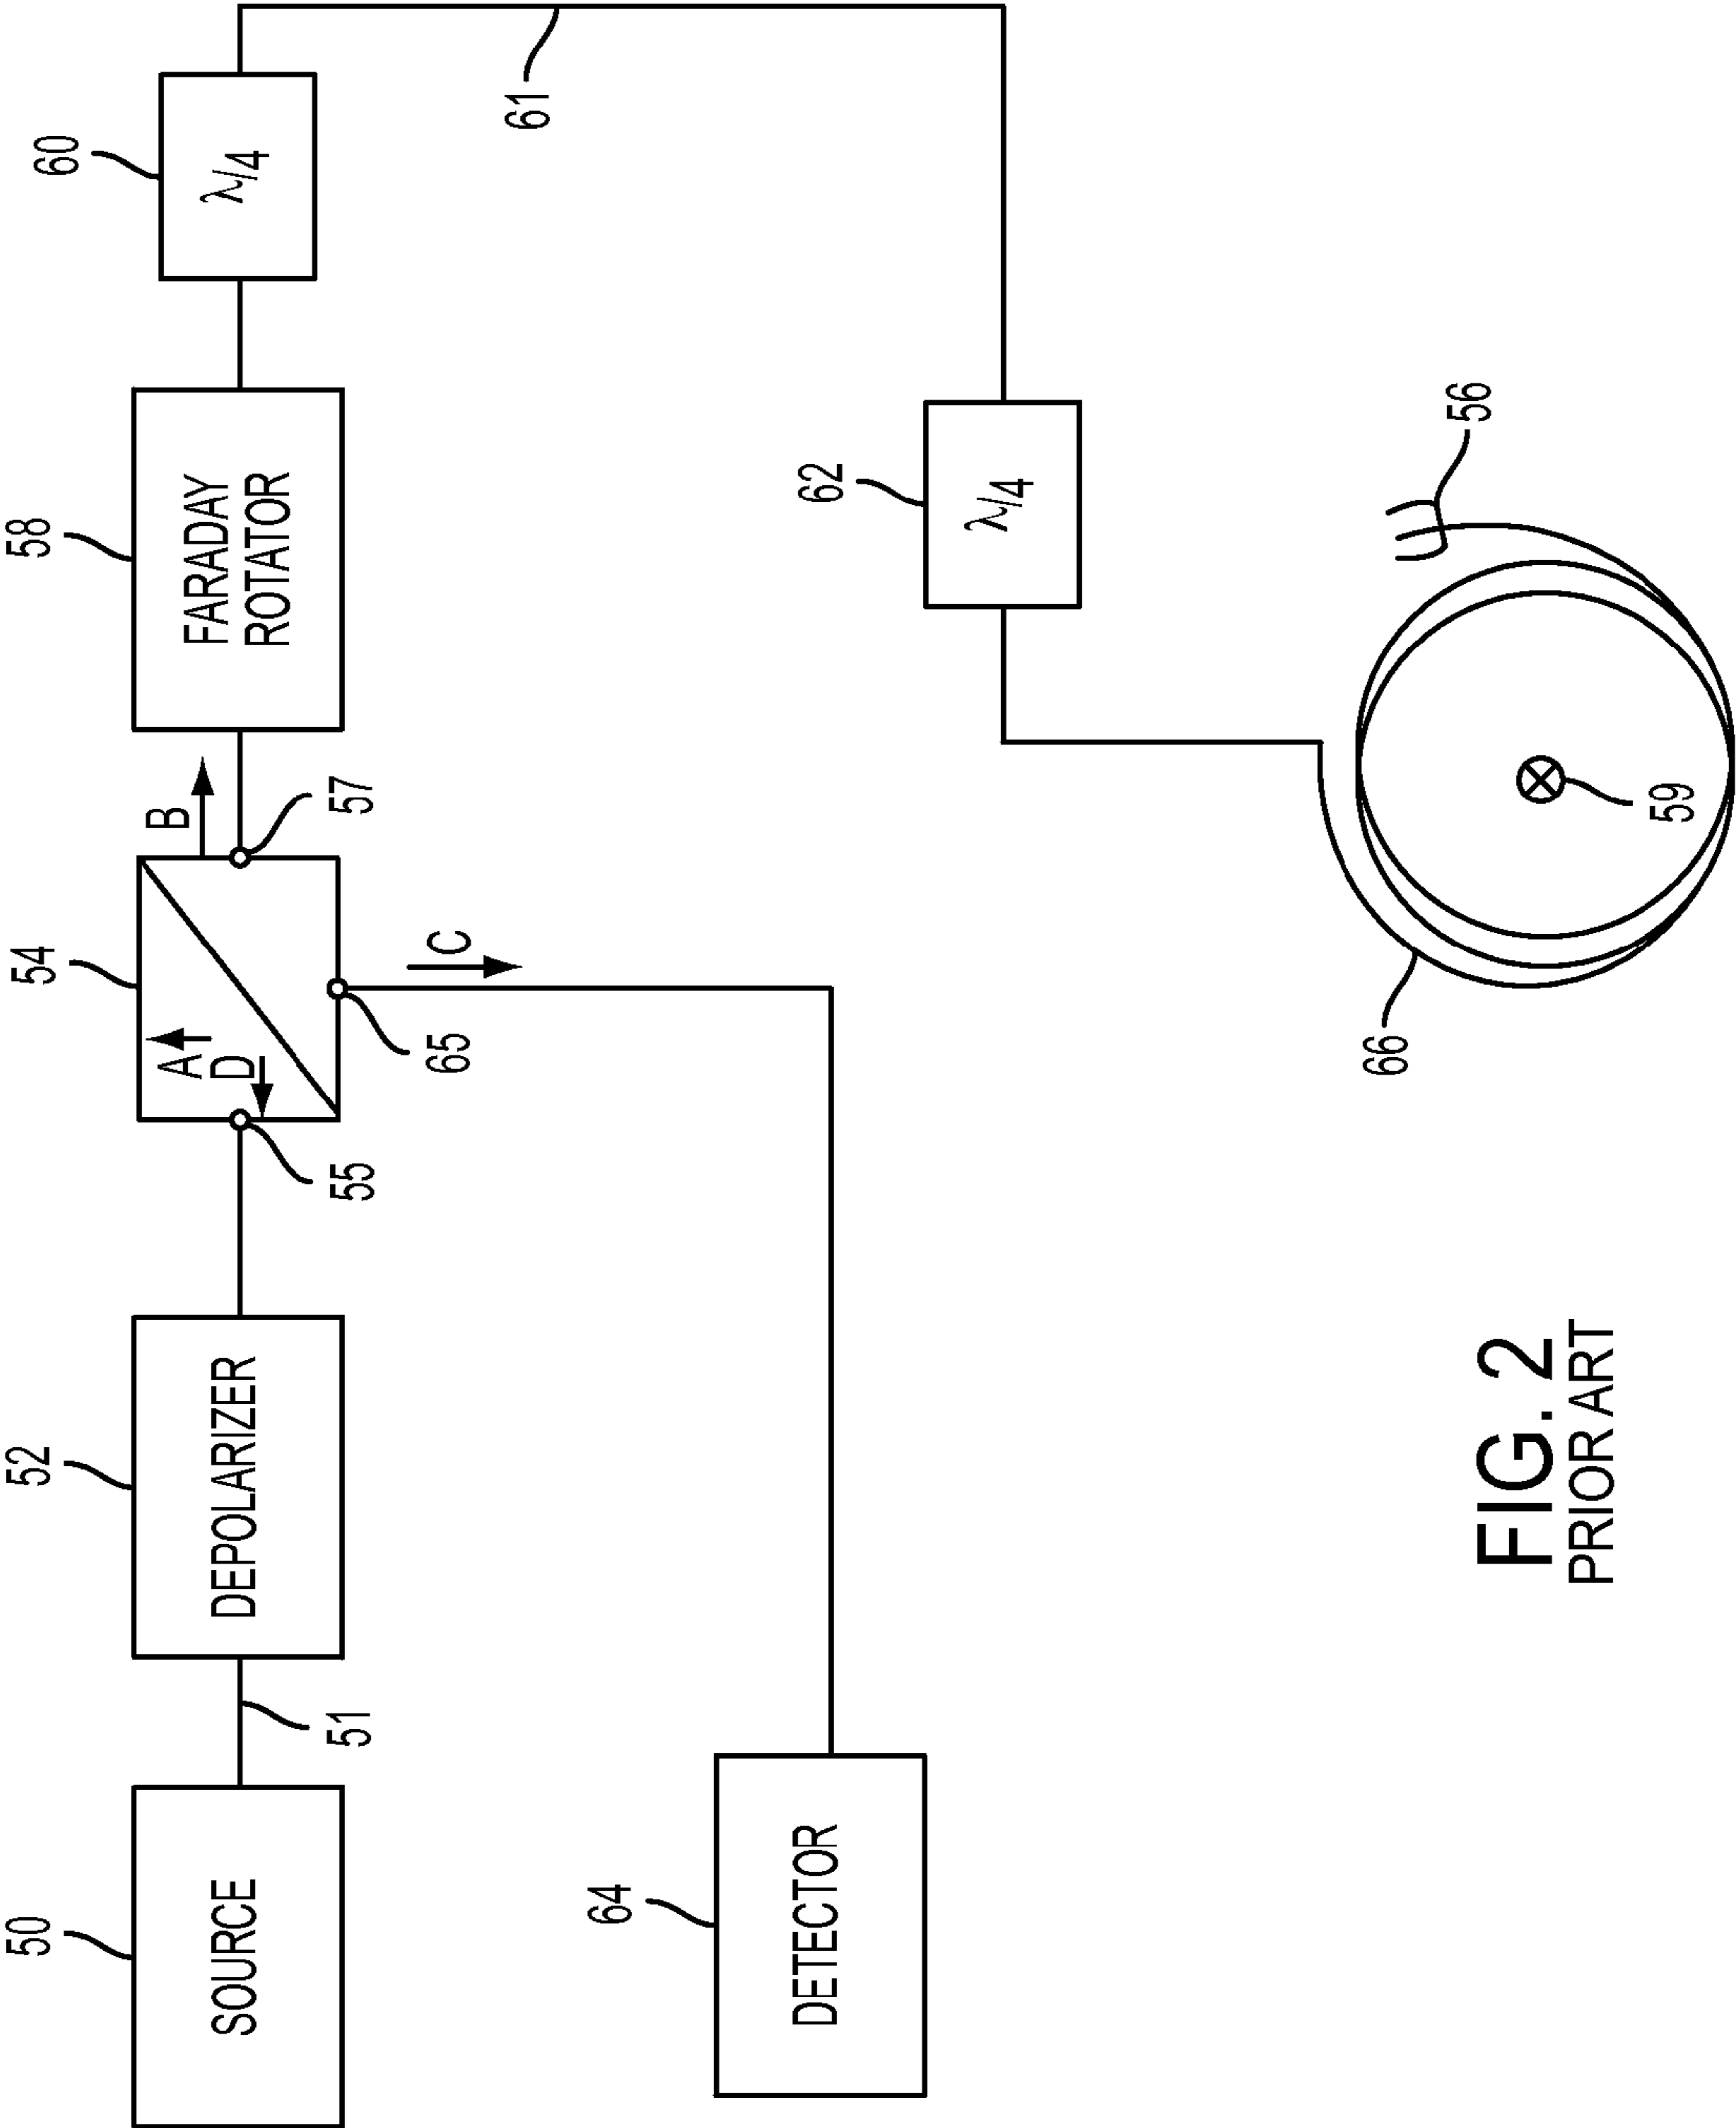 50
52
54
58
60
SOURCE
DEPOLARIZER
A
D
B
FARADAY
ROTATOR
λ/4
51
55
57
65
C
61
64
DETECTOR
62
λ/4
66
56
59
FIG. 2
PRIOR ART